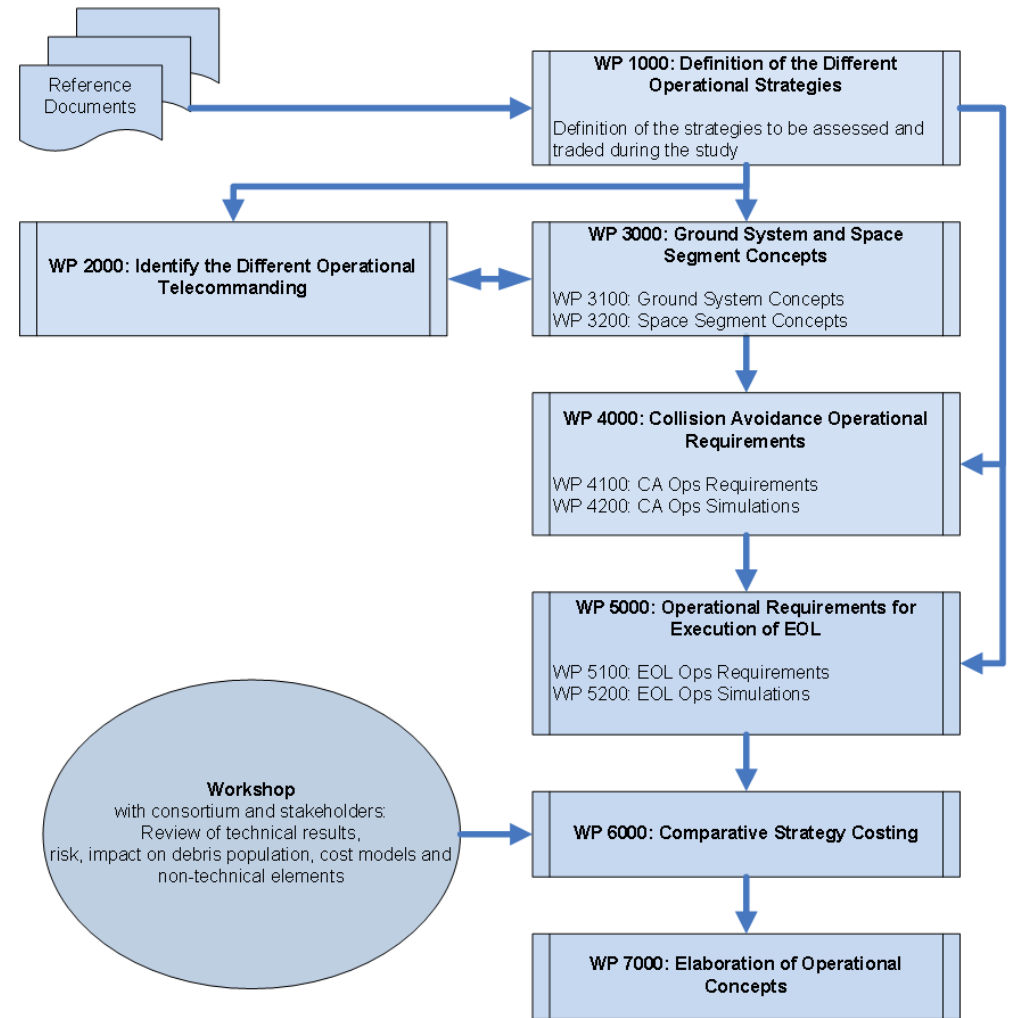 Reference
Documents
WP 1000: Definition of the Different
Operational Strategies
Definition of the strategies to be assessed and
traded during the study
WP 2000: Identify the Different Operational
Telecommanding
WP 3000: Ground System and Space
Segment Concepts
WP 3100: Ground System Concepts
WP 3200: Space Segment Concepts
WP 4000: Collision Avoidance Operational
Requirements
WP 4100: CA Ops Requirements
WP 4200: CA Ops Simulations
WP 5000: Operational Requirements for
Execution of EOL
WP 5100: EOL Ops Requirements
WP 5200: EOL Ops Simulations
Workshop
with consortium and stakeholders:
Review of technical results,
risk, impact on debris population, cost models and
non-technical elements
WP 6000: Comparative Strategy Costing
WP 7000: Elaboration of Operational
Concepts